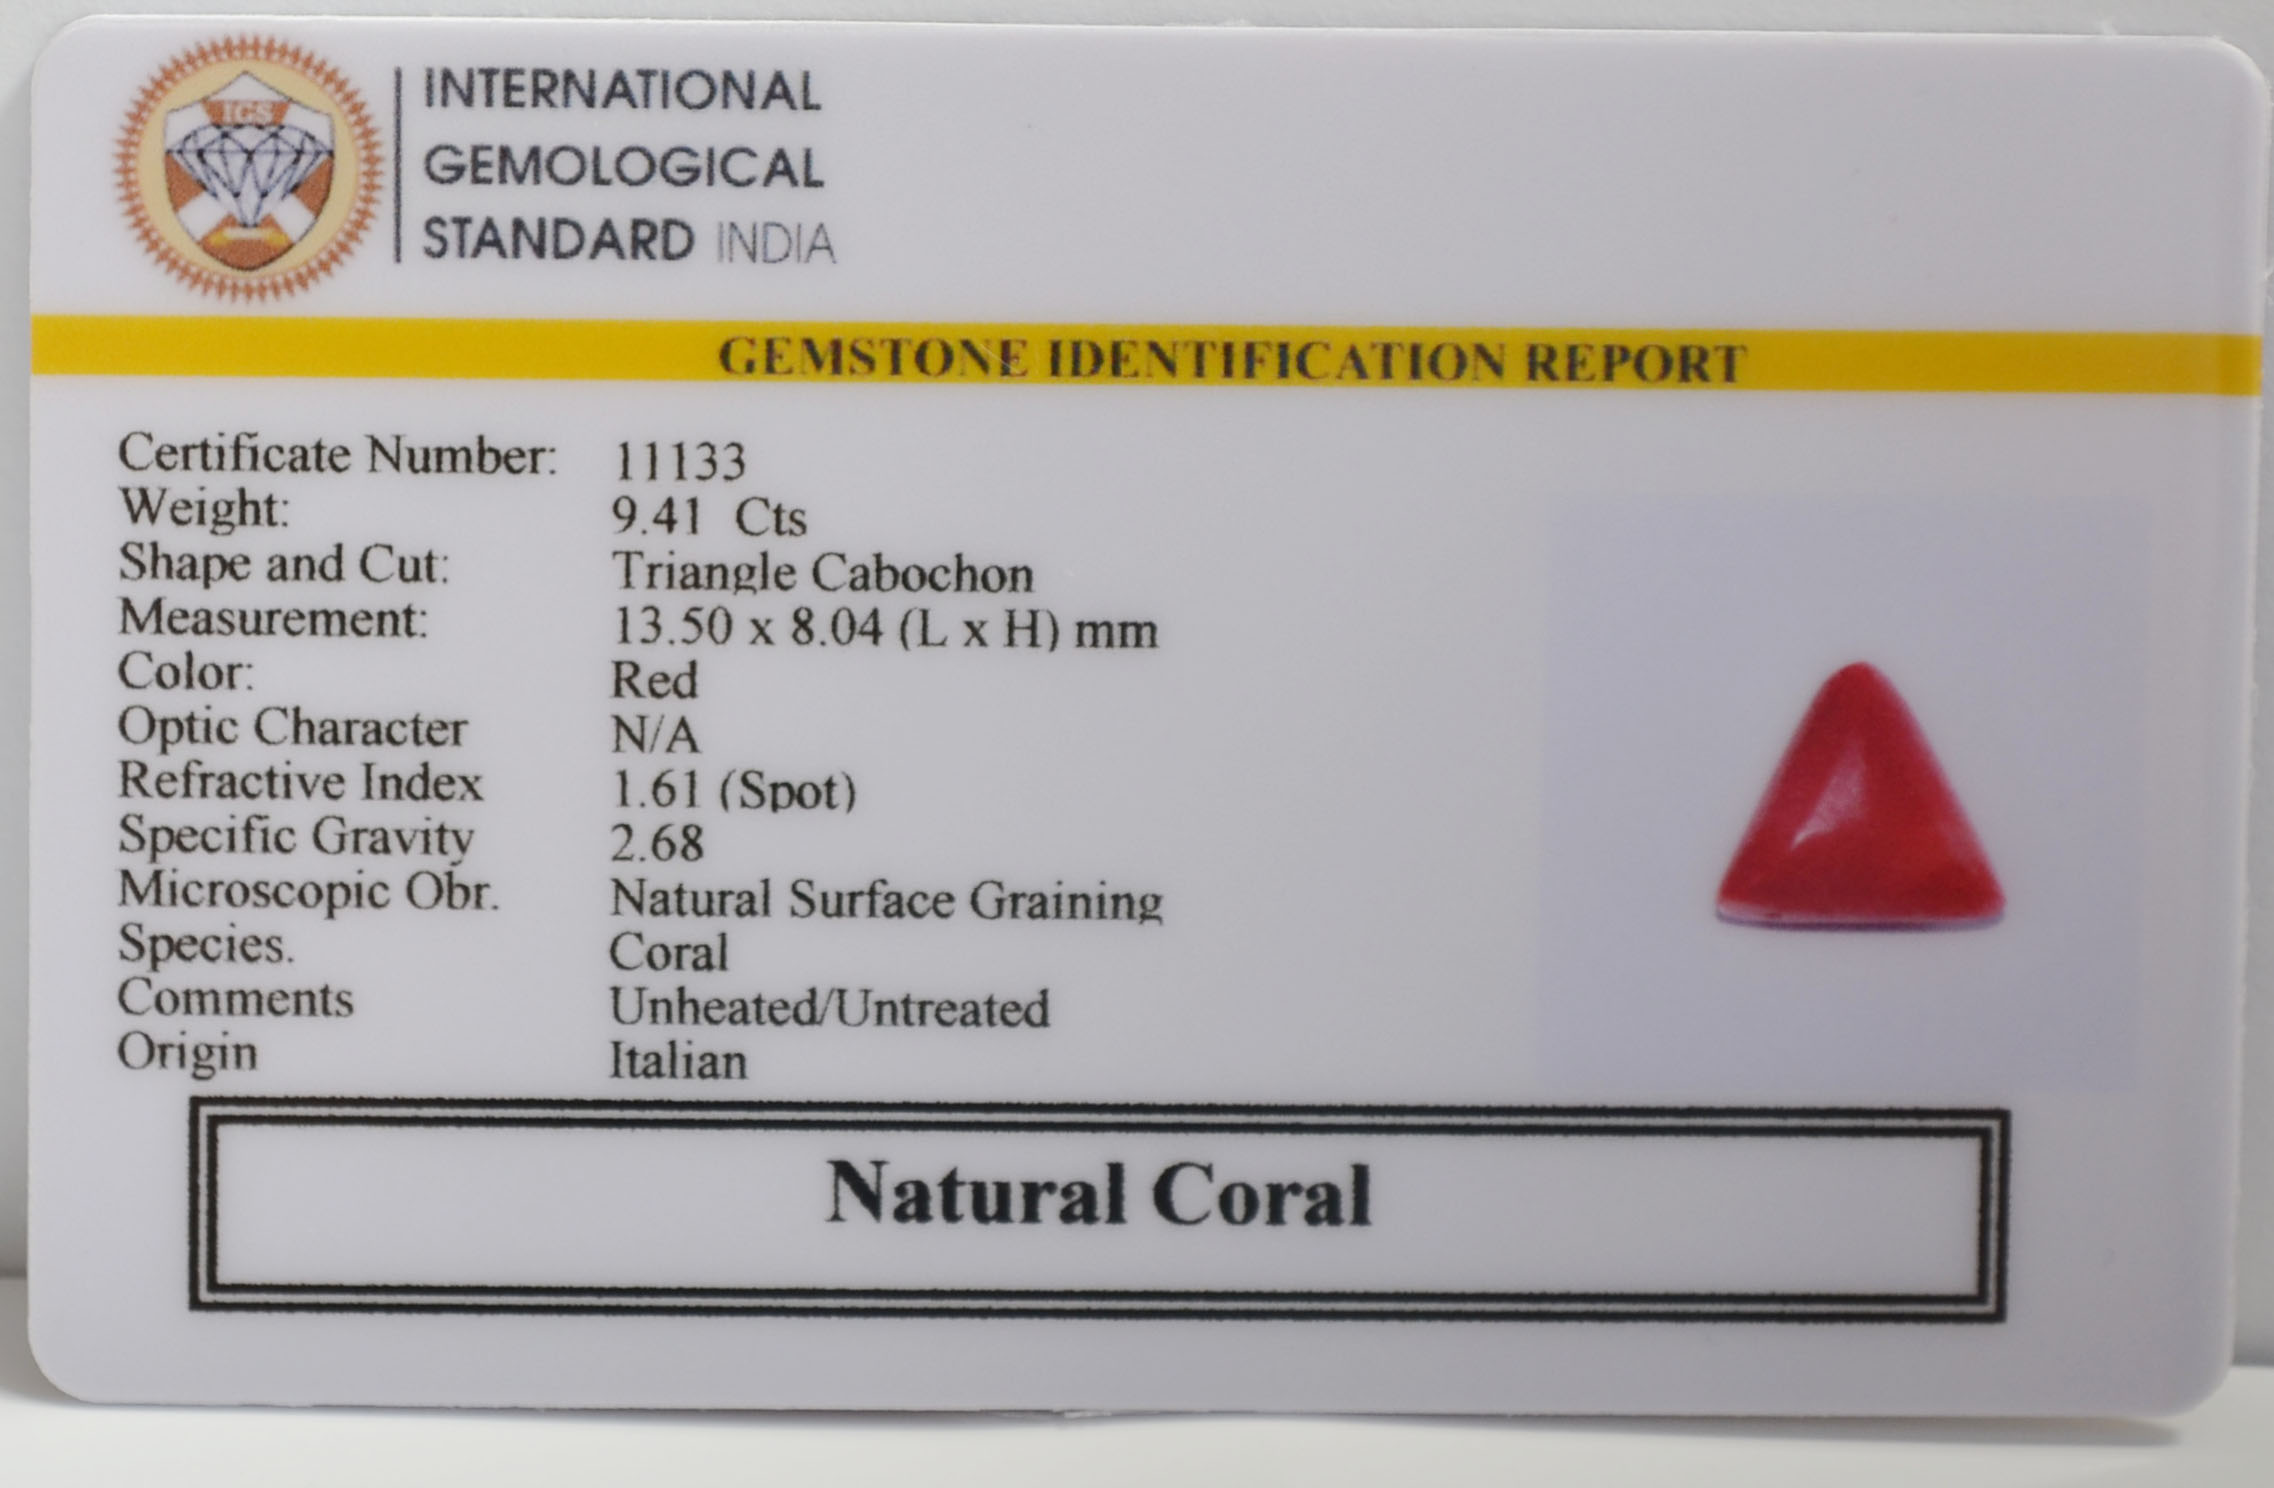 IGS
INTERNATIONAL
GEMOLOGICAL
STANDARD INDIA
GEMSTONE IDENTIFICATION REPORT
Certificate Number: 11133
Weight: 9.41 Cts
Shape and Cut: Triangle Cabochon
Measurement: 13.50 x 8.04 (L x H) mm
Color: Red
Optic Character N/A
Refractive Index 1.61 (Spot)
Specific Gravity 2.68
Microscopic Obr. Natural Surface Graining
Species. Coral
Comments Unheated/Untreated
Origin Italian
Natural Coral